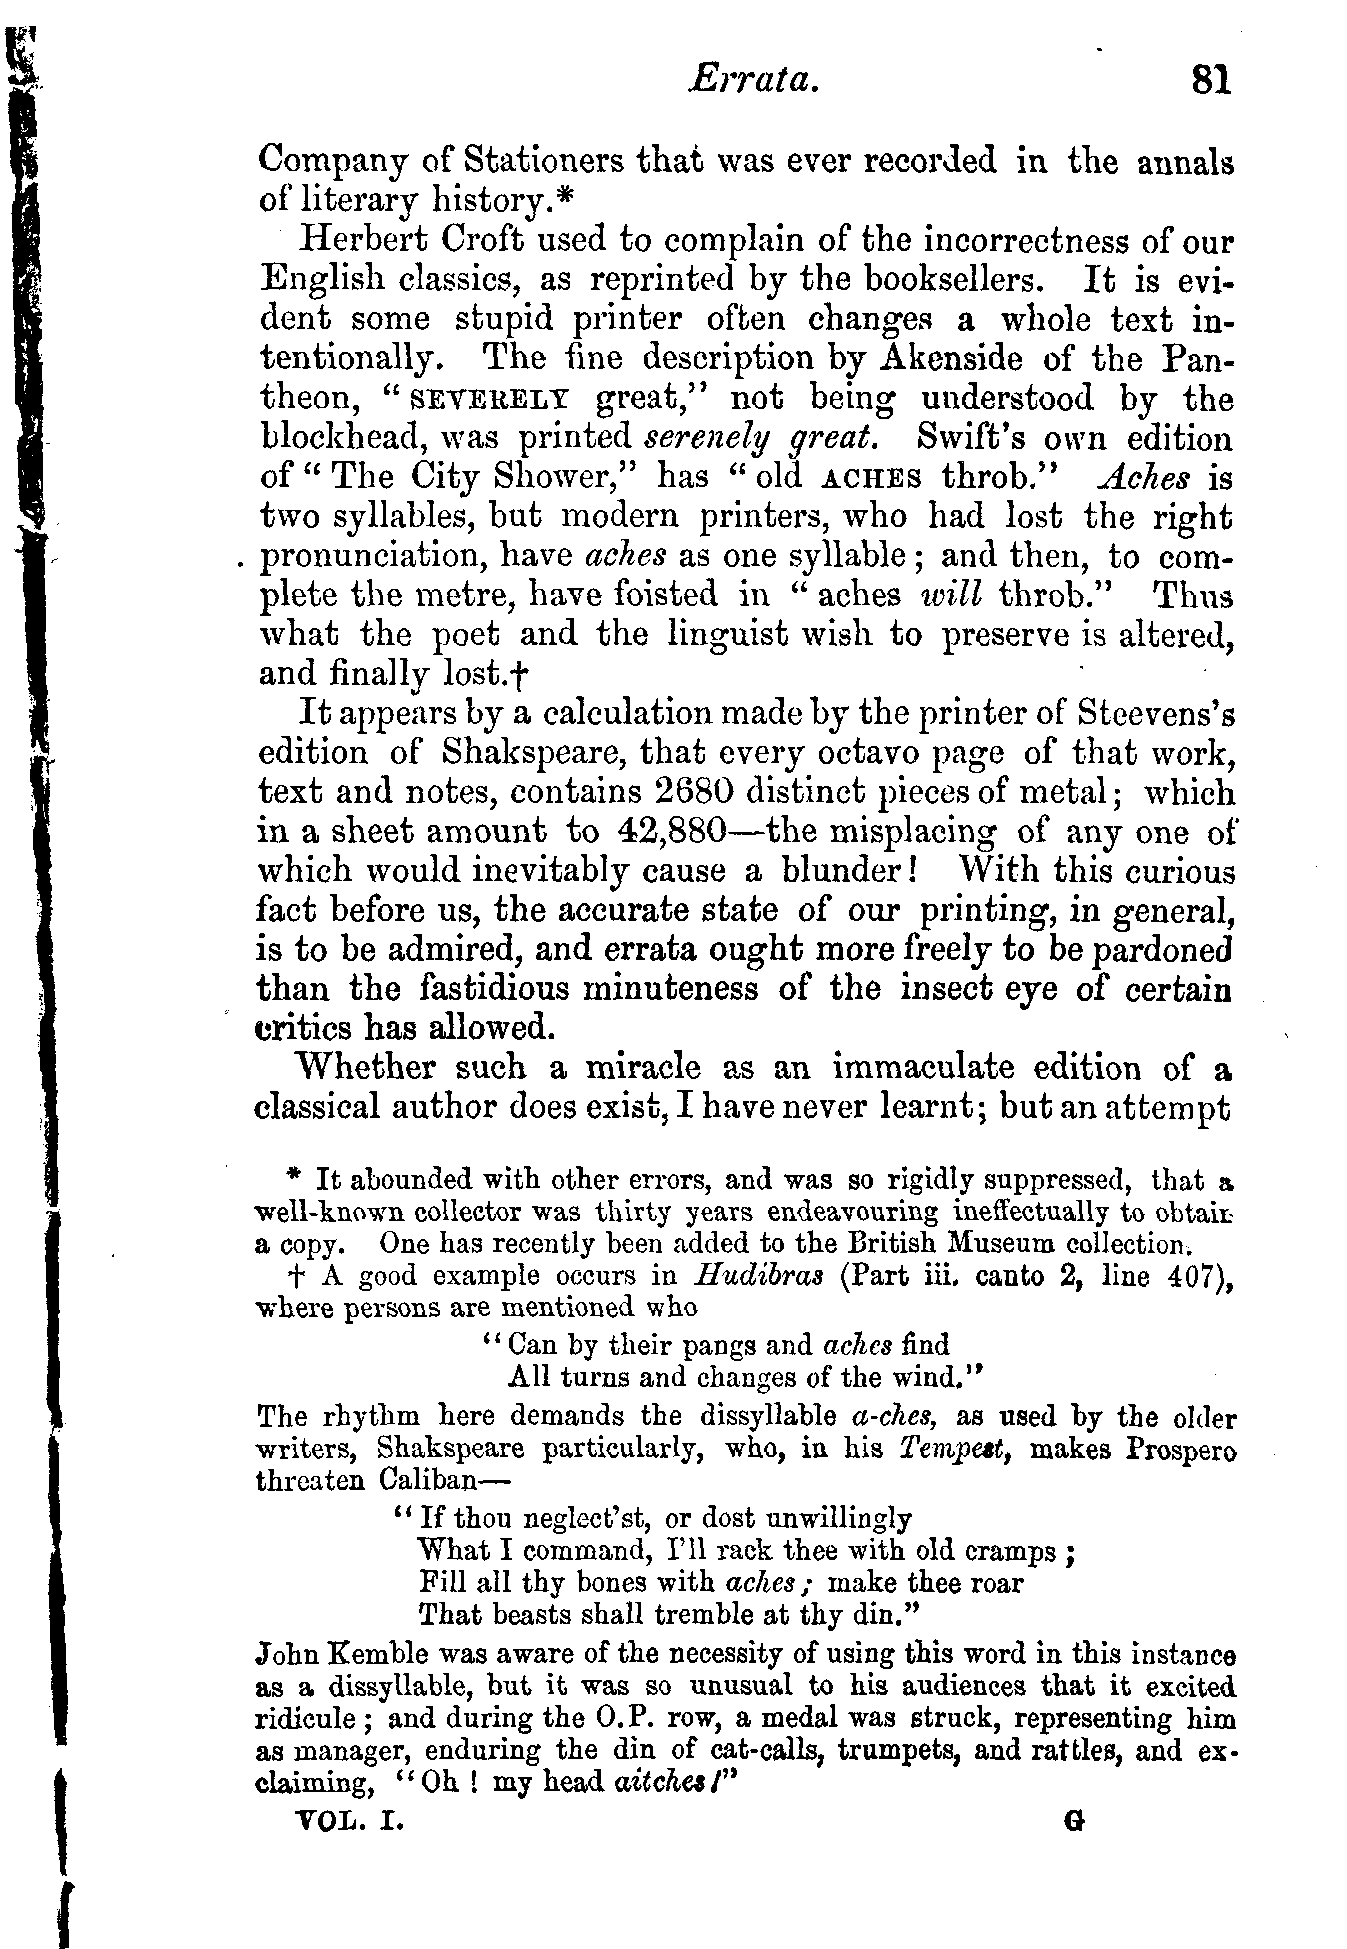 Errata. 81
Company of Stationers that was ever recorded in the annals
of literary history.*
Herbert Croft used to complain of the incorrectness of our
English classics, as reprinted by the booksellers. It is evi-
dent some stupid printer often changes a whole text in-
tentionally. The fine description by Akenside of the Pan-
theon, “SEVERELY great,” not being understood by the
blockhead, was printed serenely great. Swift's own edition
of “The City Shower,” has “old ACHES throb.” Aches is
two syllables, but modern printers, who had lost the right
pronunciation, have aches as one syllable; and then, to com-
plete the metre, have foisted in “aches will throb.” Thus
what the poet and the linguist wish to preserve is altered,
and finally lost.†
It appears by a calculation made by the printer of Steevens's
edition of Shakspeare, that every octavo page of that work,
text and notes, contains 2680 distinct pieces of metal; which
in a sheet amount to 42,880—the misplacing of any one of
which would inevitably cause a blunder! With this curious
fact before us, the accurate state of our printing, in general,
is to be admired, and errata ought more freely to be pardoned
than the fastidious minuteness of the insect eye of certain
critics has allowed.
Whether such a miracle as an immaculate edition of a
classical author does exist, I have never learnt; but an attempt
* It abounded with other errors, and was so rigidly suppressed, that a
well-known collector was thirty years endeavouring ineffectually to obtain
a copy. One has recently been added to the British Museum collection.
† A good example occurs in Hudibras (Part iii. canto 2, line 407),
where persons are mentioned who
“Can by their pangs and aches find
All turns and changes of the wind.”
The rhythm here demands the dissyllable a-ches, as used by the older
writers, Shakspeare particularly, who, in his Tempest, makes Prospero
threaten Caliban—
“If thou neglect'st, or dost unwillingly
What I command, I'll rack thee with old cramps;
Fill all thy bones with aches; make thee roar
That beasts shall tremble at thy din.”
John Kemble was aware of the necessity of using this word in this instance
as a dissyllable, but it was so unusual to his audiences that it excited
ridicule; and during the O.P. row, a medal was struck, representing him
as manager, enduring the din of cat-calls, trumpets, and rattles, and ex-
claiming, “Oh! my head aitches!”
VOL. I. G